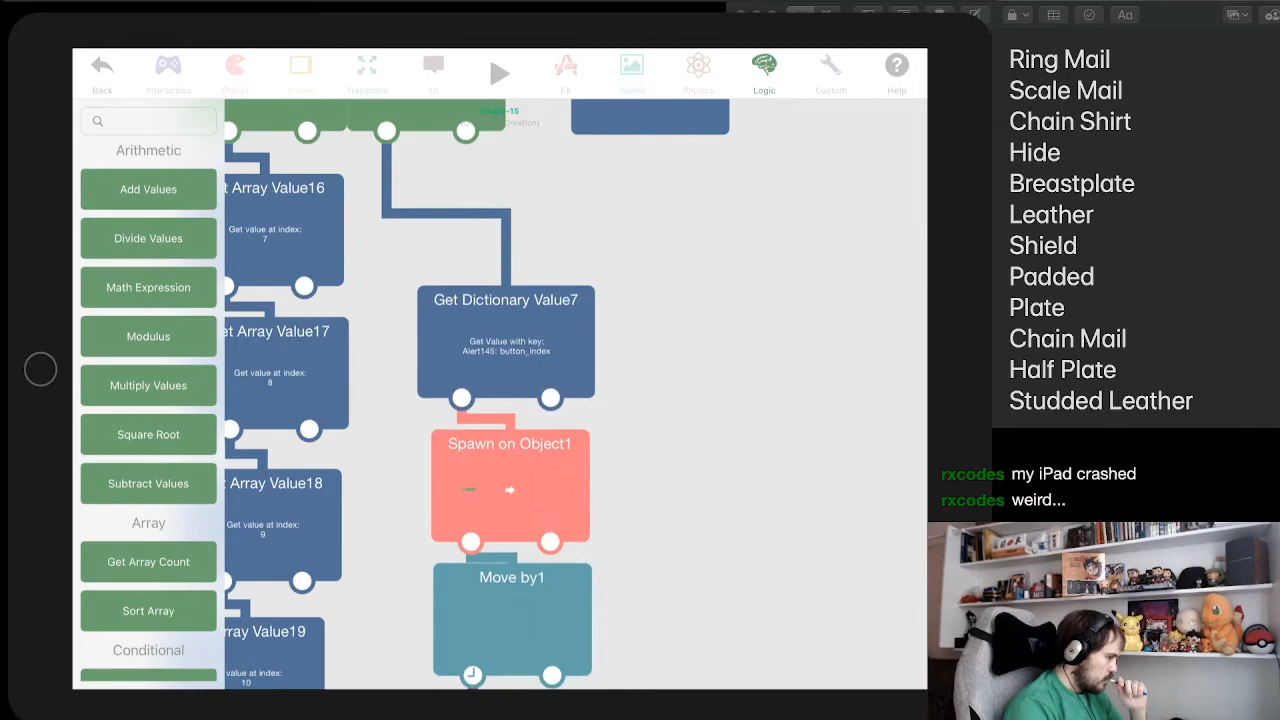 Back
Interaction
Object
Transform
UI
FX
Scene
Physics
Logic
Custom
Help
Arithmetic
Add Values
Divide Values
Math Expression
Modulus
Multiply Values
Square Root
Subtract Values
Array
Get Array Count
Sort Array
Conditional
Creation)
t Array Value16
Get value at index:
7
et Array Value17
Get value at index:
8
Array Value18
Get value at index:
9
rray Value19
value at index:
10
Get Dictionary Value7
Get Value with key:
Alert145: button_index
Spawn on Object1
Move by1
Aa
Ring Mail
Scale Mail
Chain Shirt
Hide
Breastplate
Leather
Shield
Padded
Plate
Chain Mail
Half Plate
Studded Leather
rxcodes my iPad crashed
rxcodes weird...